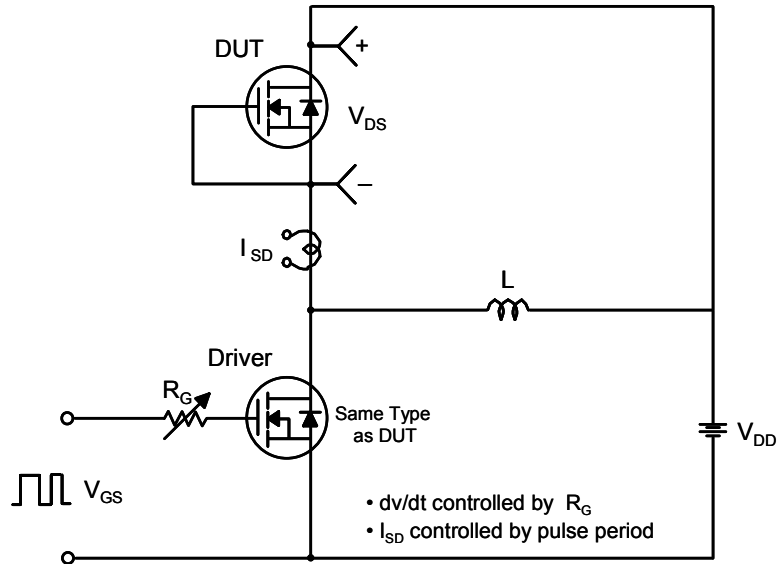 DUT
+
V_DS
–
I_SD
L
Driver
R_G
Same Type
as DUT
V_DD
V_GS
• dv/dt controlled by R_G
• I_SD controlled by pulse period